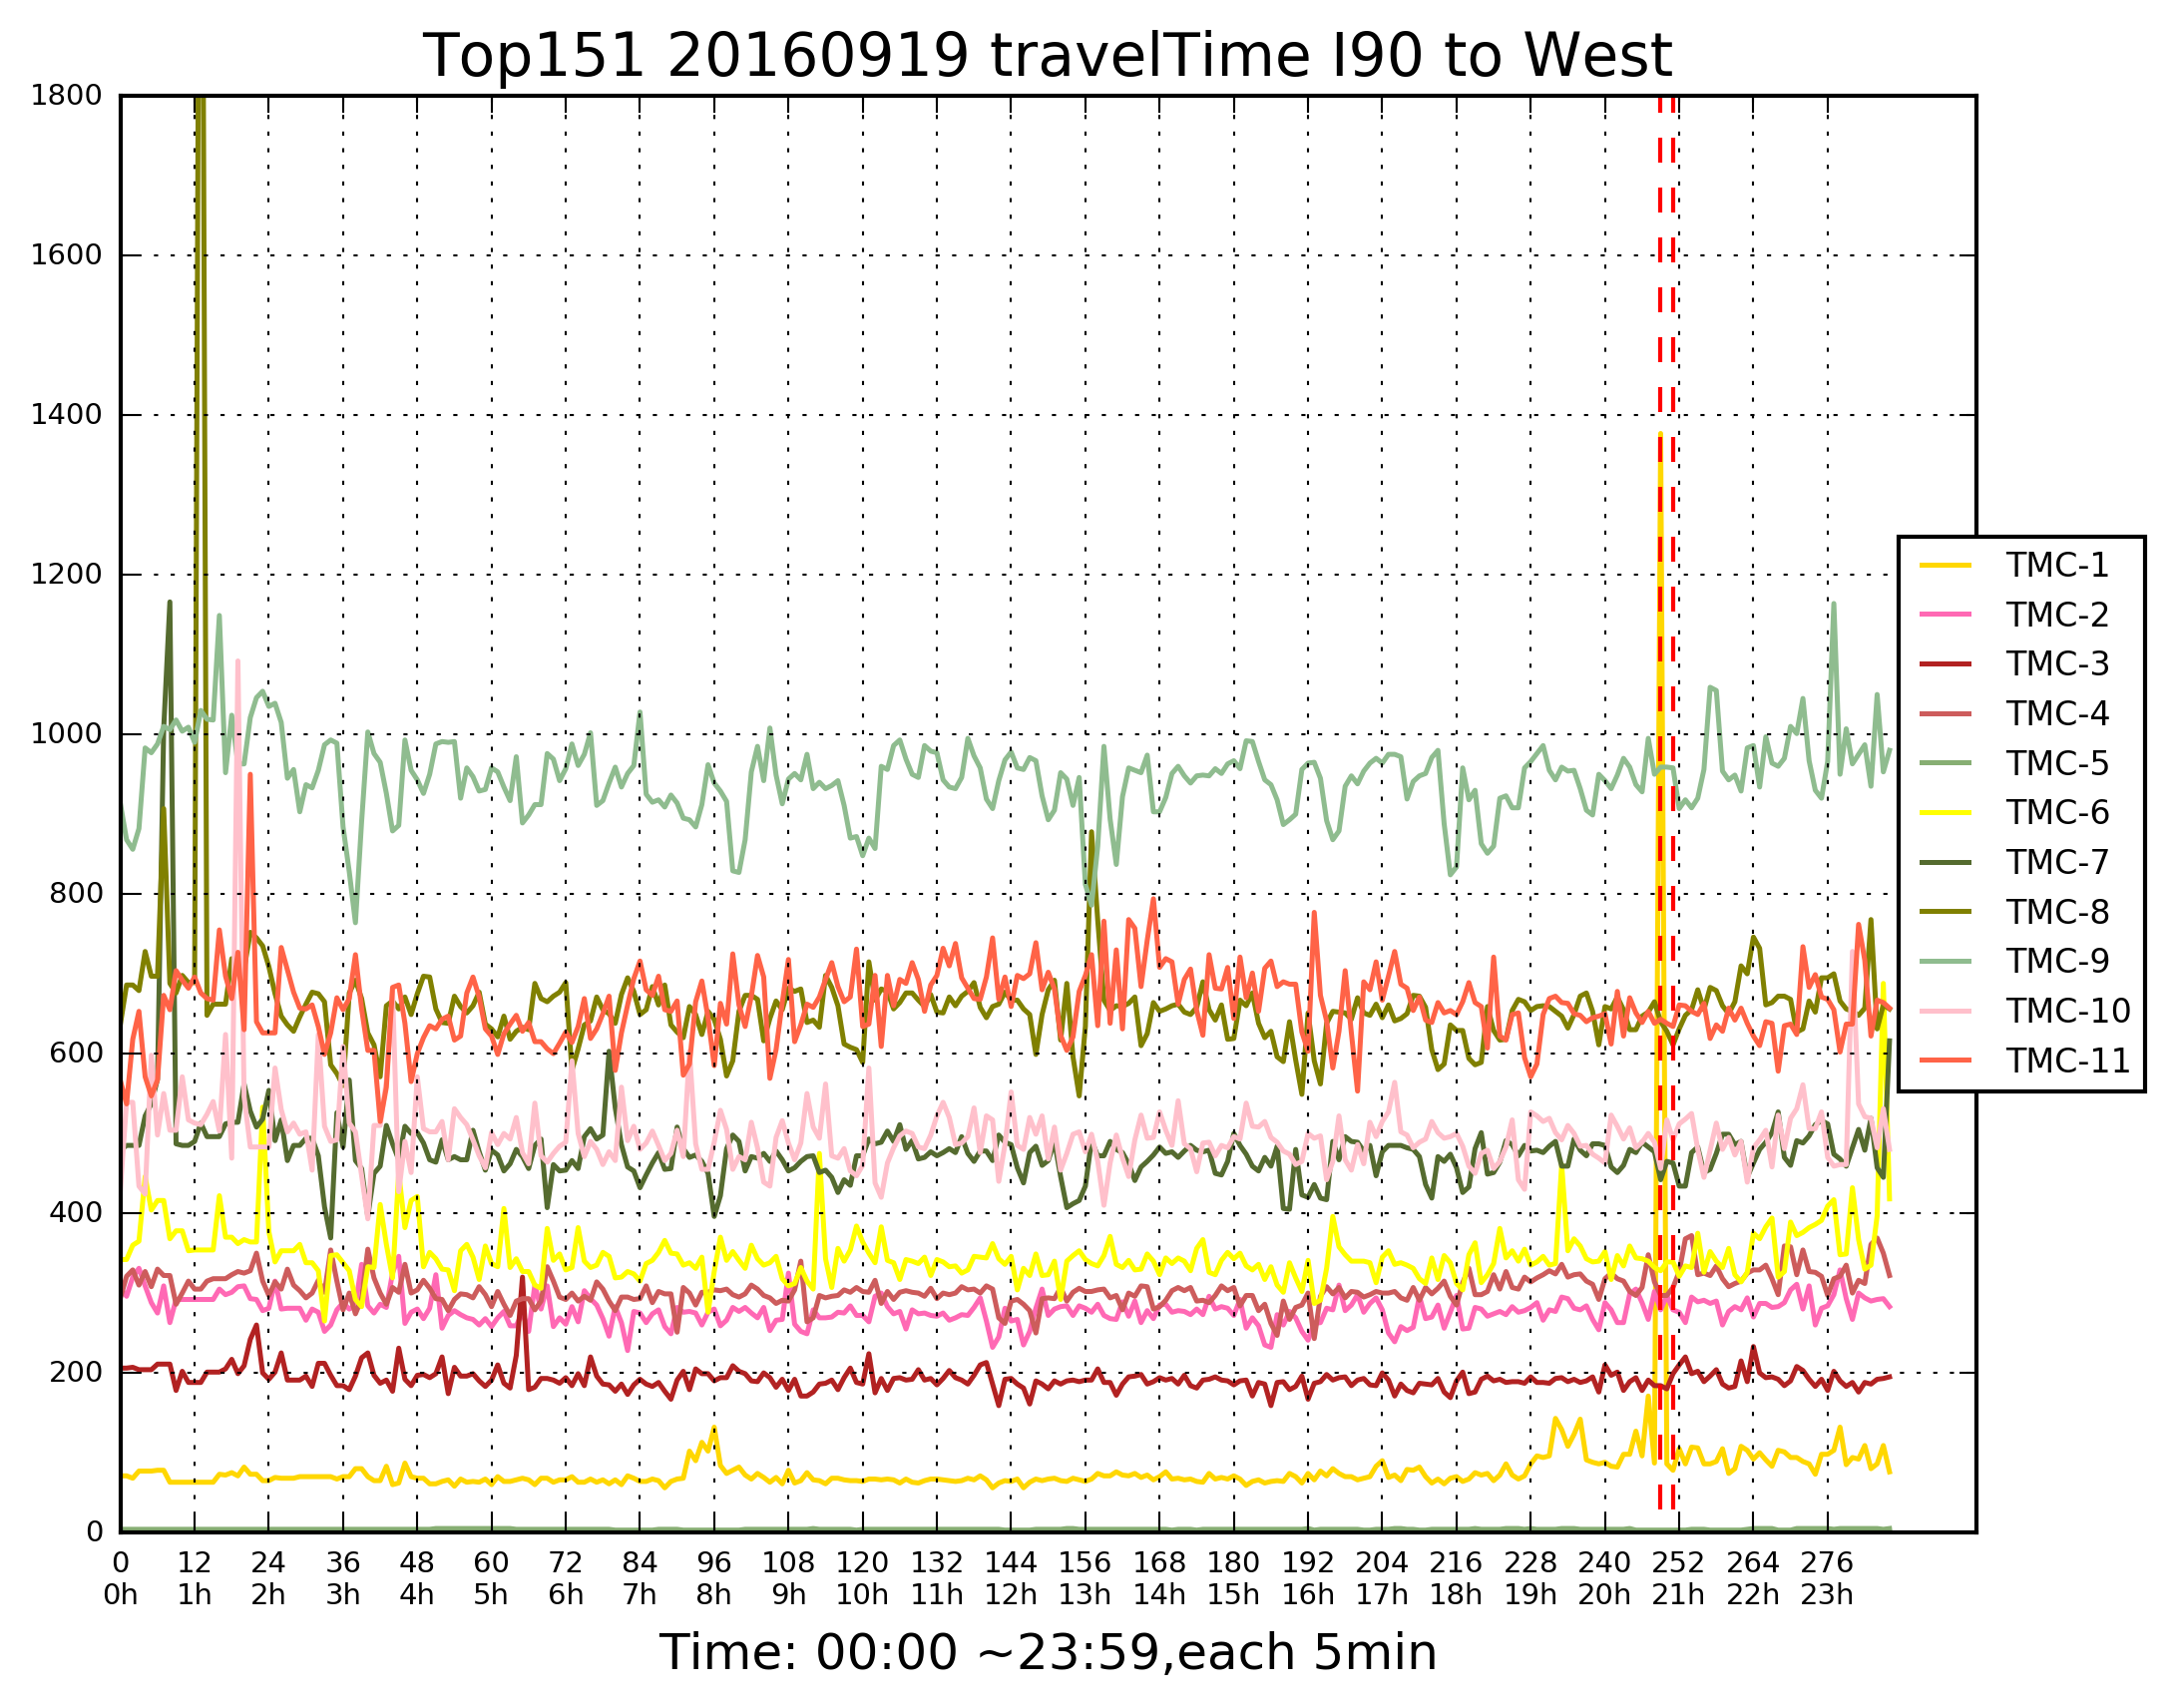 Top151 20160919 travelTime I90 to West
1800
1600
1400
1200
1000
800
600
400
200
0
TMC-1
TMC-2
TMC-3
TMC-4
TMC-5
TMC-6
TMC-7
TMC-8
TMC-9
TMC-10
TMC-11
0 12 24 36 48 60 72 84 96 108 120 132 144 156 168 180 192 204 216 228 240 252 264 276
0h 1h 2h 3h 4h 5h 6h 7h 8h 9h 10h 11h 12h 13h 14h 15h 16h 17h 18h 19h 20h 21h 22h 23h
Time: 00:00 ~23:59,each 5min